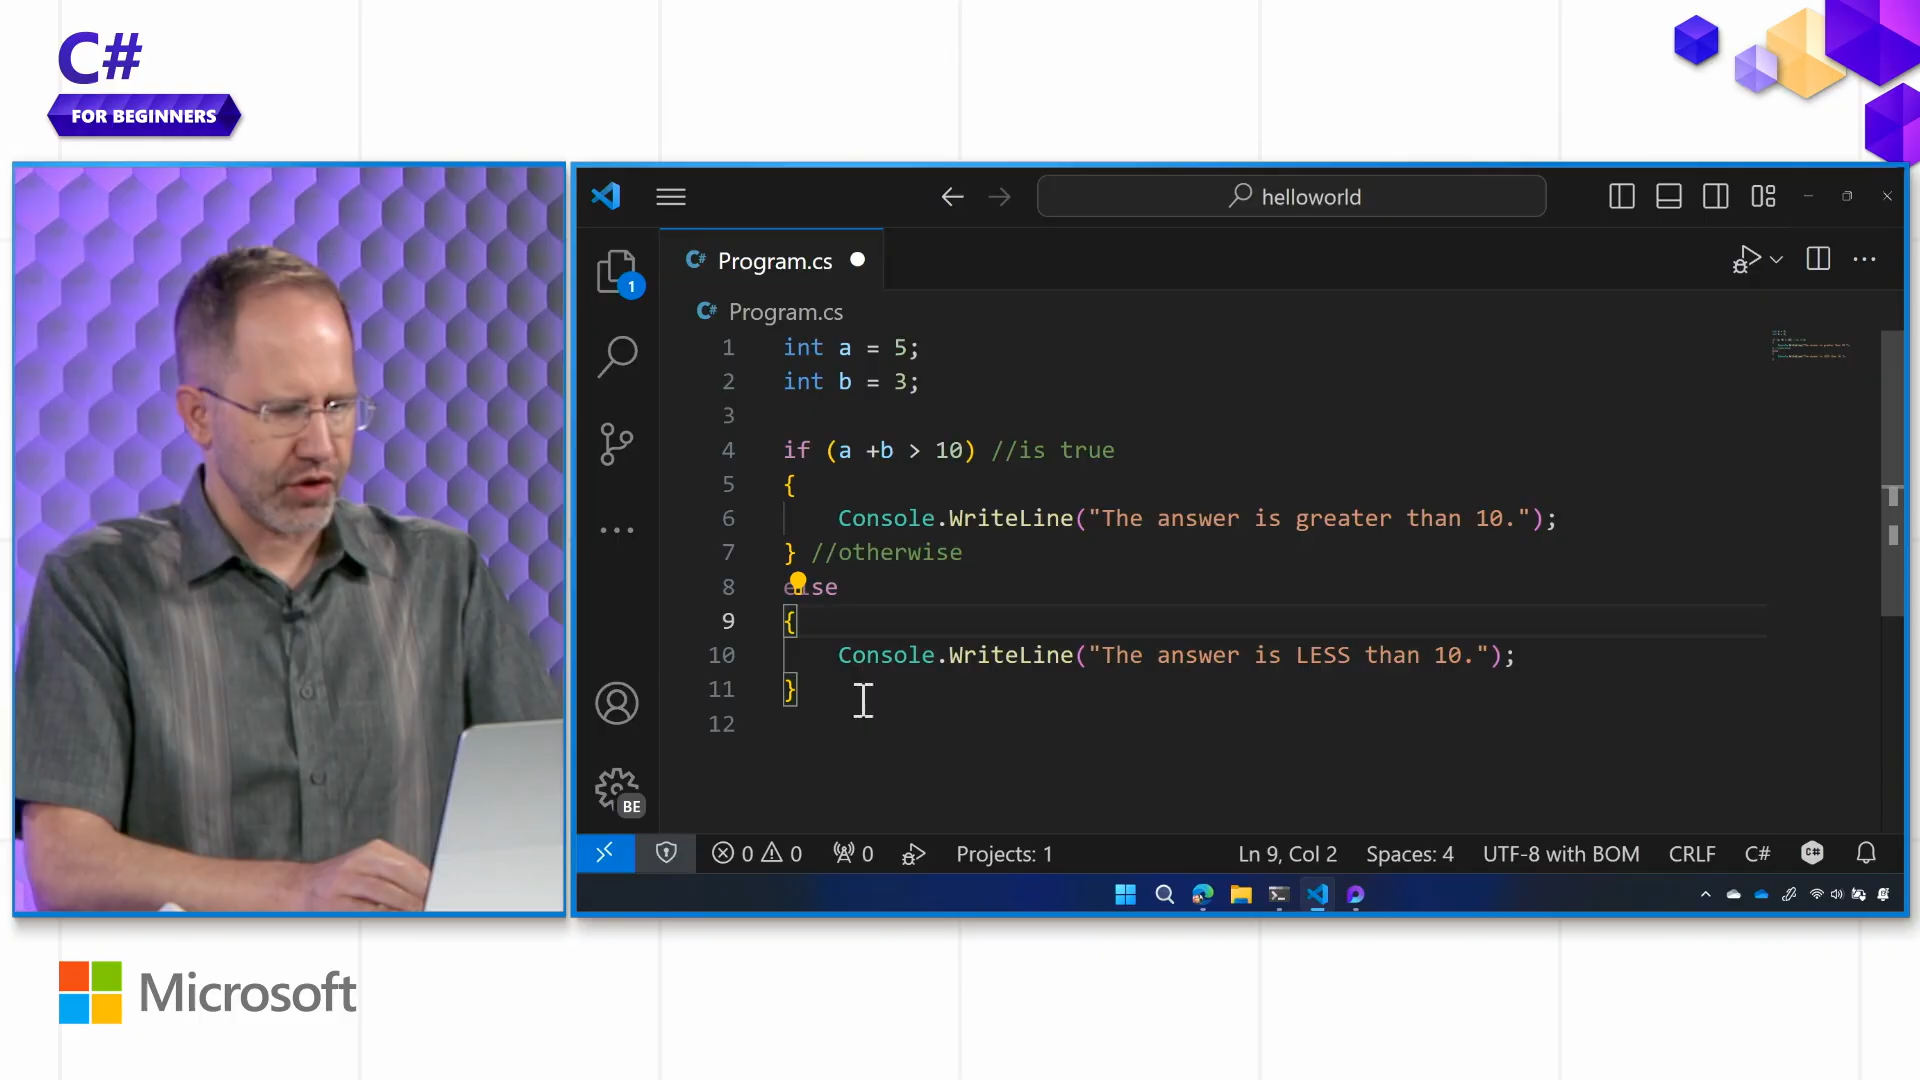 C#
FOR BEGINNERS
helloworld
1
C# Program.cs
C# Program.cs
1 int a = 5;
2 int b = 3;
3
4 if (a +b > 10) //is true
5 {
6 Console.WriteLine("The answer is greater than 10.");
7 } //otherwise
8 else
9 {
10 Console.WriteLine("The answer is LESS than 10.");
11 }
12
BE
0 0 0 Projects: 1 Ln 9, Col 2 Spaces: 4 UTF-8 with BOM CRLF C# C#
Microsoft